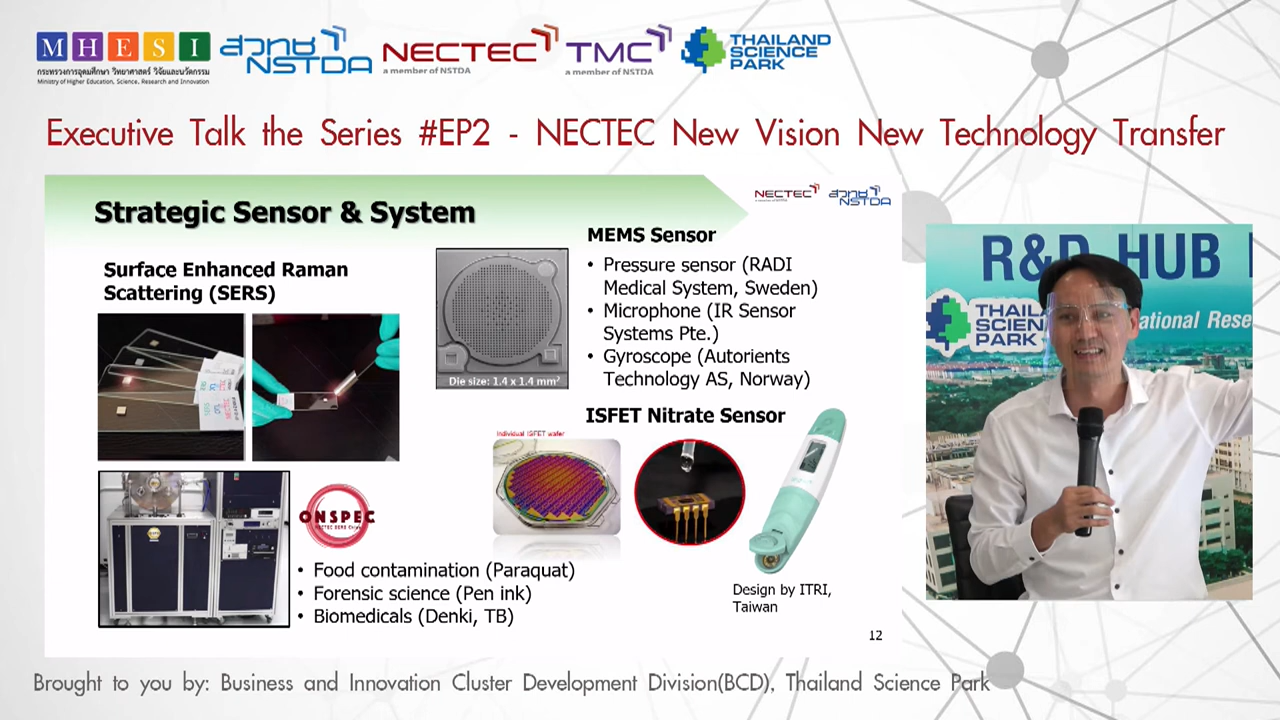 MHESI
กระทรวงการอุดมศึกษา วิทยาศาสตร์ วิจัยและนวัตกรรม
Ministry of Higher Education, Science, Research and Innovation
สวทช
NSTDA
NECTEC
a member of NSTDA
TMC
a member of NSTDA
THAILAND
SCIENCE
PARK
Executive Talk the Series #EP2 - NECTEC New Vision New Technology Transfer
Strategic Sensor & System
NECTEC
a member of NSTDA
สวทช
NSTDA
Surface Enhanced Raman
Scattering (SERS)
ONSPEC
NECTEC SERS Chips
• Food contamination (Paraquat)
• Forensic science (Pen ink)
• Biomedicals (Denki, TB)
Die size: 1.4 x 1.4 mm²
MEMS Sensor
• Pressure sensor (RADI
Medical System, Sweden)
• Microphone (IR Sensor
Systems Pte.)
• Gyroscope (Autorients
Technology AS, Norway)
ISFET Nitrate Sensor
Individual ISFET wafer
Design by ITRI,
Taiwan
12
R&D HUB
THAIL
SCIEN
PARK
ational Rese
Brought to you by: Business and Innovation Cluster Development Division(BCD), Thailand Science Park